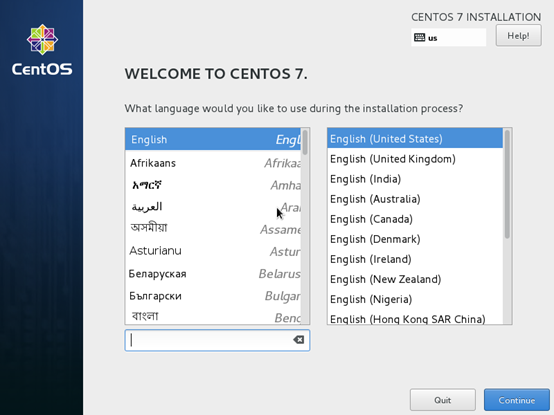 CentOS
CENTOS 7 INSTALLATION
us
Help!
WELCOME TO CENTOS 7.
What language would you like to use during the installation process?
English Engl
Afrikaans Afrikaa
አማርኛ Amha
العربية Ara
অসমীয়া Assame
Asturianu Astur
Беларуская Belarus
Български Bulgar
বাংলা Beng
English (United States)
English (United Kingdom)
English (India)
English (Australia)
English (Canada)
English (Denmark)
English (Ireland)
English (New Zealand)
English (Nigeria)
English (Hong Kong SAR China)
Quit
Continue